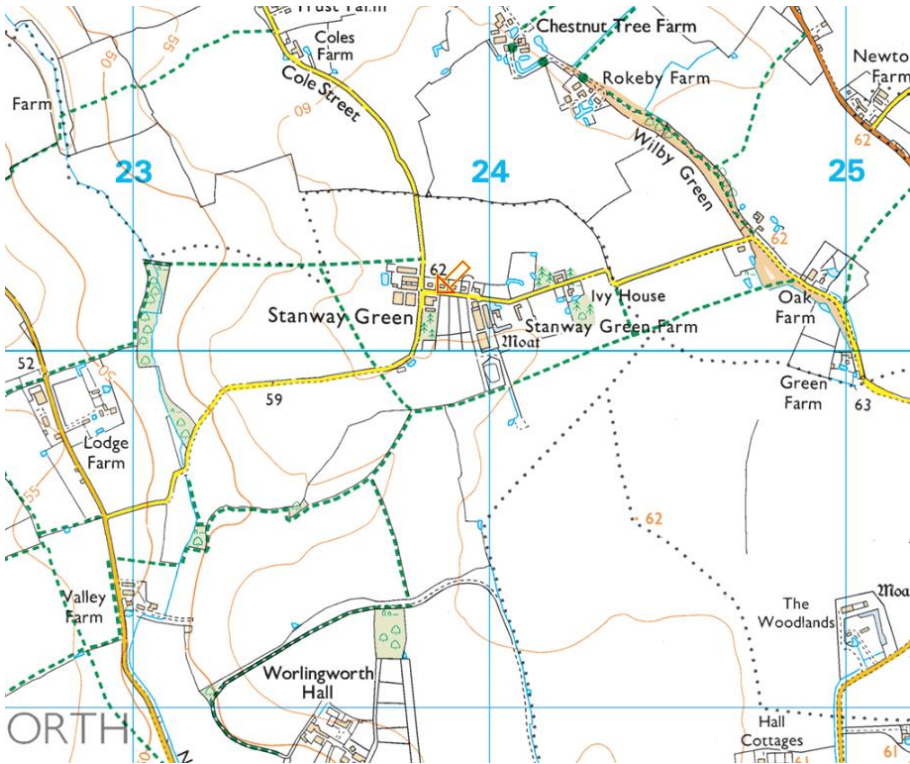 Trust Farm
Coles
Farm
Cole Street
60
50
55
Farm
Chestnut Tree Farm
Rokeby Farm
Wilby Green
Farm
62
23
24
25
62
62
Stanway Green
Ivy House
Stanway Green Farm
Moat
Oak
Farm
52
59
Green
Farm
63
Lodge
Farm
50
55
62
Valley
Farm
The
Woodlands
Worlingworth
Hall
ORTH
Hall
Cottages
61
61